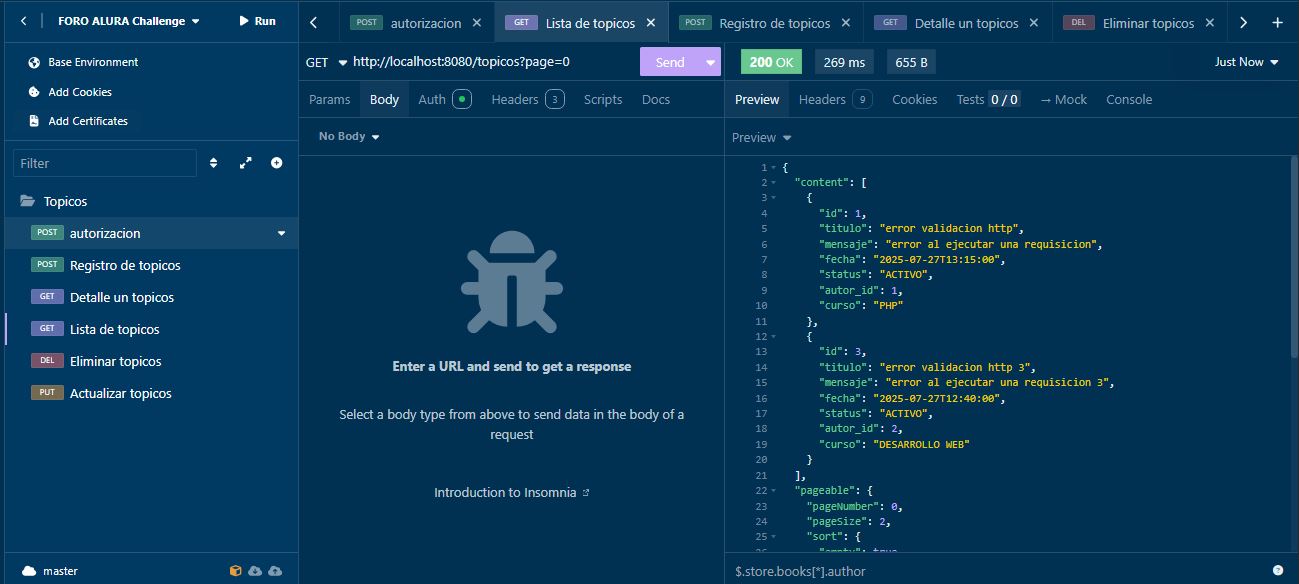 FORO ALURA Challenge
Run
Base Environment
Add Cookies
Add Certificates
Filter
Topicos
POST autorizacion
POST Registro de topicos
GET Detalle un topicos
GET Lista de topicos
DEL Eliminar topicos
PUT Actualizar topicos
master
POST autorizacion
GET Lista de topicos
POST Registro de topicos
GET Detalle un topicos
DEL Eliminar topicos
GET http://localhost:8080/topicos?page=0 Send
Params Body Auth Headers 3 Scripts Docs
No Body
Enter a URL and send to get a response
Select a body type from above to send data in the body of a
request
Introduction to Insomnia
200 OK 269 ms 655 B Just Now
Preview Headers 9 Cookies Tests 0 / 0 → Mock Console
Preview
1 {
2 "content": [
3 {
4 "id": 1,
5 "titulo": "error validacion http",
6 "mensaje": "error al ejecutar una requisicion",
7 "fecha": "2025-07-27T13:15:00",
8 "status": "ACTIVO",
9 "autor_id": 1,
10 "curso": "PHP"
11 },
12 {
13 "id": 3,
14 "titulo": "error validacion http 3",
15 "mensaje": "error al ejecutar una requisicion 3",
16 "fecha": "2025-07-27T12:40:00",
17 "status": "ACTIVO",
18 "autor_id": 2,
19 "curso": "DESARROLLO WEB"
20 }
21 ],
22 "pageable": {
23 "pageNumber": 0,
24 "pageSize": 2,
25 "sort": {
26 "empty": true,
$.store.books[*].author